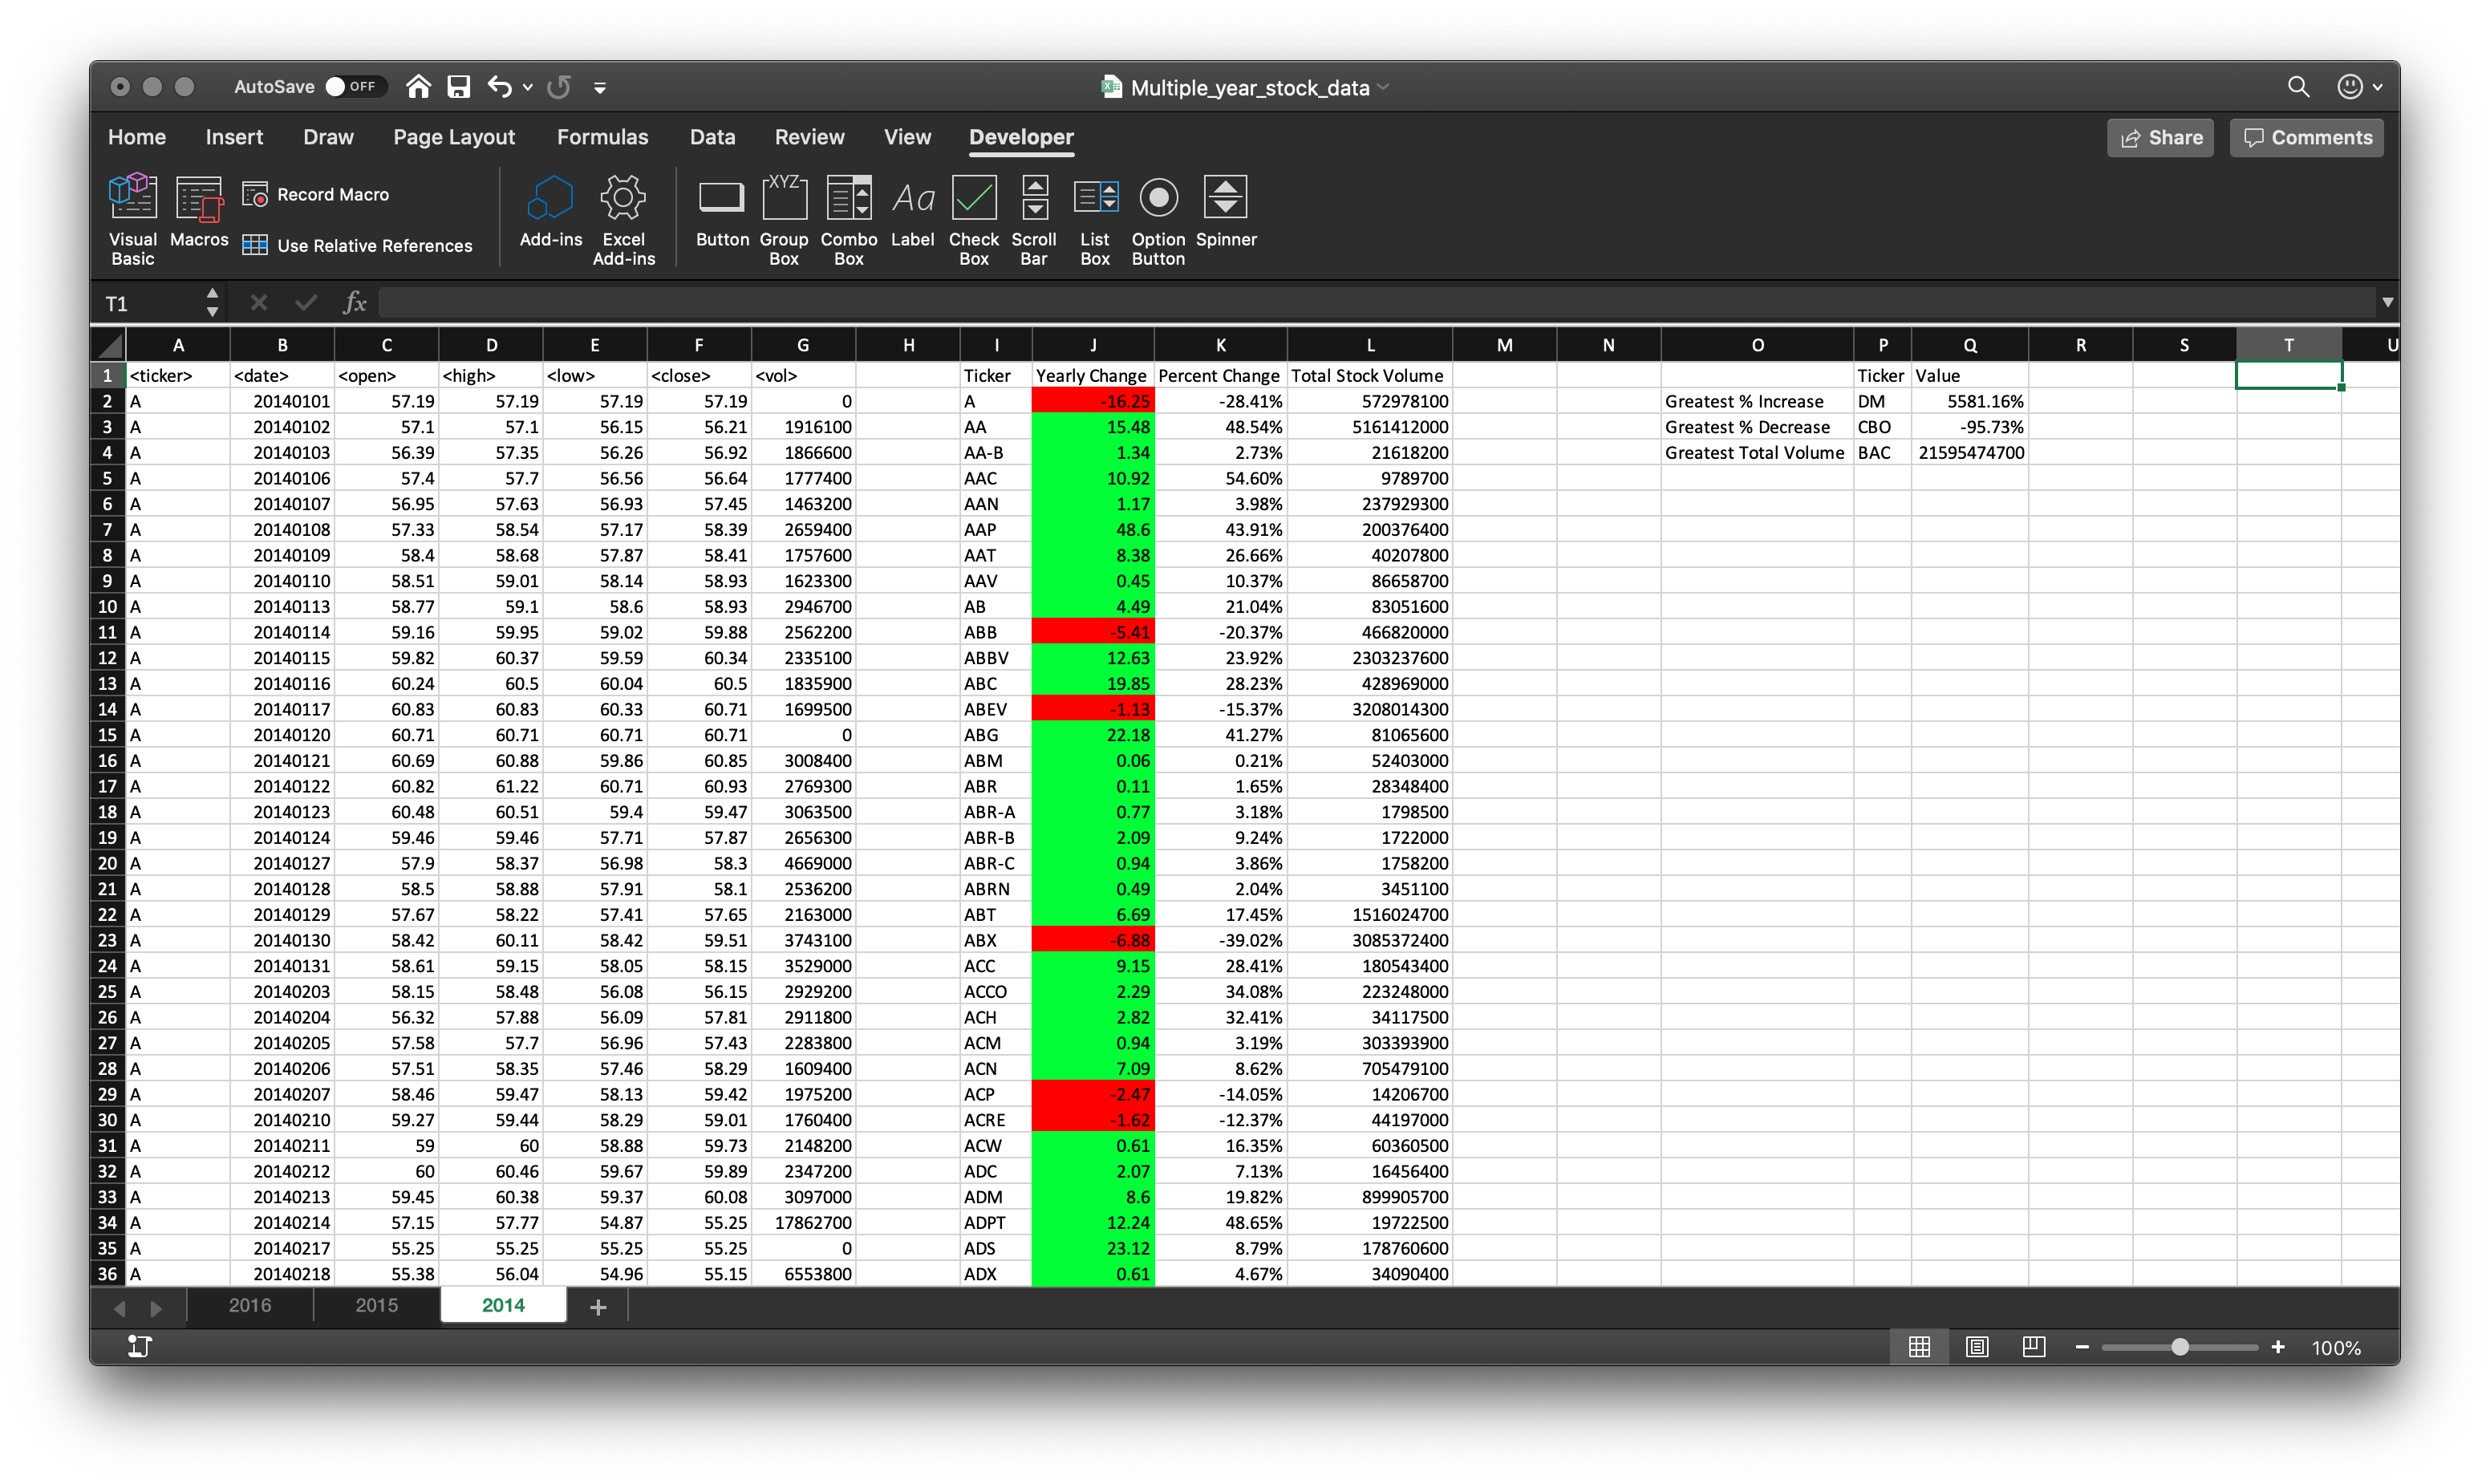 AutoSave OFF Multiple_year_stock_data
Home Insert Draw Page Layout Formulas Data Review View Developer Share Comments
Visual Basic Macros Record Macro Use Relative References Add-ins Excel Add-ins Button XYZ Group Box Combo Box Aa Label Check Box Scroll Bar List Box Option Button Spinner
T1 fx
A B C D E F G H I J K L M N O P Q R S T U
1 <ticker> <date> <open> <high> <low> <close> <vol> Ticker Yearly Change Percent Change Total Stock Volume Ticker Value
2 A 20140101 57.19 57.19 57.19 57.19 0 A -16.25 -28.41% 572978100 Greatest % Increase DM 5581.16%
3 A 20140102 57.1 57.1 56.15 56.21 1916100 AA 15.48 48.54% 5161412000 Greatest % Decrease CBO -95.73%
4 A 20140103 56.39 57.35 56.26 56.92 1866600 AA-B 1.34 2.73% 21618200 Greatest Total Volume BAC 21595474700
5 A 20140106 57.4 57.7 56.56 56.64 1777400 AAC 10.92 54.60% 9789700
6 A 20140107 56.95 57.63 56.93 57.45 1463200 AAN 1.17 3.98% 237929300
7 A 20140108 57.33 58.54 57.17 58.39 2659400 AAP 48.6 43.91% 200376400
8 A 20140109 58.4 58.68 57.87 58.41 1757600 AAT 8.38 26.66% 40207800
9 A 20140110 58.51 59.01 58.14 58.93 1623300 AAV 0.45 10.37% 86658700
10 A 20140113 58.77 59.1 58.6 58.93 2946700 AB 4.49 21.04% 83051600
11 A 20140114 59.16 59.95 59.02 59.88 2562200 ABB -5.41 -20.37% 466820000
12 A 20140115 59.82 60.37 59.59 60.34 2335100 ABBV 12.63 23.92% 2303237600
13 A 20140116 60.24 60.5 60.04 60.5 1835900 ABC 19.85 28.23% 428969000
14 A 20140117 60.83 60.83 60.33 60.71 1699500 ABEV -1.13 -15.37% 3208014300
15 A 20140120 60.71 60.71 60.71 60.71 0 ABG 22.18 41.27% 81065600
16 A 20140121 60.69 60.88 59.86 60.85 3008400 ABM 0.06 0.21% 52403000
17 A 20140122 60.82 61.22 60.71 60.93 2769300 ABR 0.11 1.65% 28348400
18 A 20140123 60.48 60.51 59.4 59.47 3063500 ABR-A 0.77 3.18% 1798500
19 A 20140124 59.46 59.46 57.71 57.87 2656300 ABR-B 2.09 9.24% 1722000
20 A 20140127 57.9 58.37 56.98 58.3 4669000 ABR-C 0.94 3.86% 1758200
21 A 20140128 58.5 58.88 57.91 58.1 2536200 ABRN 0.49 2.04% 3451100
22 A 20140129 57.67 58.22 57.41 57.65 2163000 ABT 6.69 17.45% 1516024700
23 A 20140130 58.42 60.11 58.42 59.51 3743100 ABX -6.88 -39.02% 3085372400
24 A 20140131 58.61 59.15 58.05 58.15 3529000 ACC 9.15 28.41% 180543400
25 A 20140203 58.15 58.48 56.08 56.15 2929200 ACCO 2.29 34.08% 223248000
26 A 20140204 56.32 57.88 56.09 57.81 2911800 ACH 2.82 32.41% 34117500
27 A 20140205 57.58 57.7 56.96 57.43 2283800 ACM 0.94 3.19% 303393900
28 A 20140206 57.51 58.35 57.46 58.29 1609400 ACN 7.09 8.62% 705479100
29 A 20140207 58.46 59.47 58.13 59.42 1975200 ACP -2.47 -14.05% 14206700
30 A 20140210 59.27 59.44 58.29 59.01 1760400 ACRE -1.62 -12.37% 44197000
31 A 20140211 59 60 58.88 59.73 2148200 ACW 0.61 16.35% 60360500
32 A 20140212 60 60.46 59.67 59.89 2347200 ADC 2.07 7.13% 16456400
33 A 20140213 59.45 60.38 59.37 60.08 3097000 ADM 8.6 19.82% 899905700
34 A 20140214 57.15 57.77 54.87 55.25 17862700 ADPT 12.24 48.65% 19722500
35 A 20140217 55.25 55.25 55.25 55.25 0 ADS 23.12 8.79% 178760600
36 A 20140218 55.38 56.04 54.96 55.15 6553800 ADX 0.61 4.67% 34090400
2016 2015 2014 +
100%